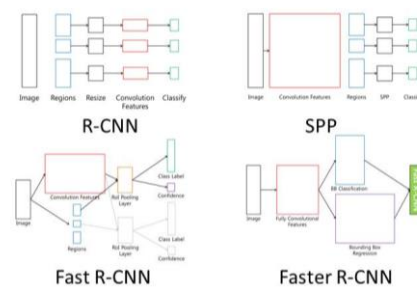 Image
Regions
Resize
Convolution
Features
Classify
R-CNN
Image
Convolution Features
Regions
SPP
SPP
Image
Convolution Features
Regions
RoI Pooling
Layer
RoI Pooling
Layer
Class Label
Confidence
Class Label
Confidence
Fast R-CNN
Image
Fully Convolutional
Features
BB Classification
Bounding Box
Regression
Faster R-CNN